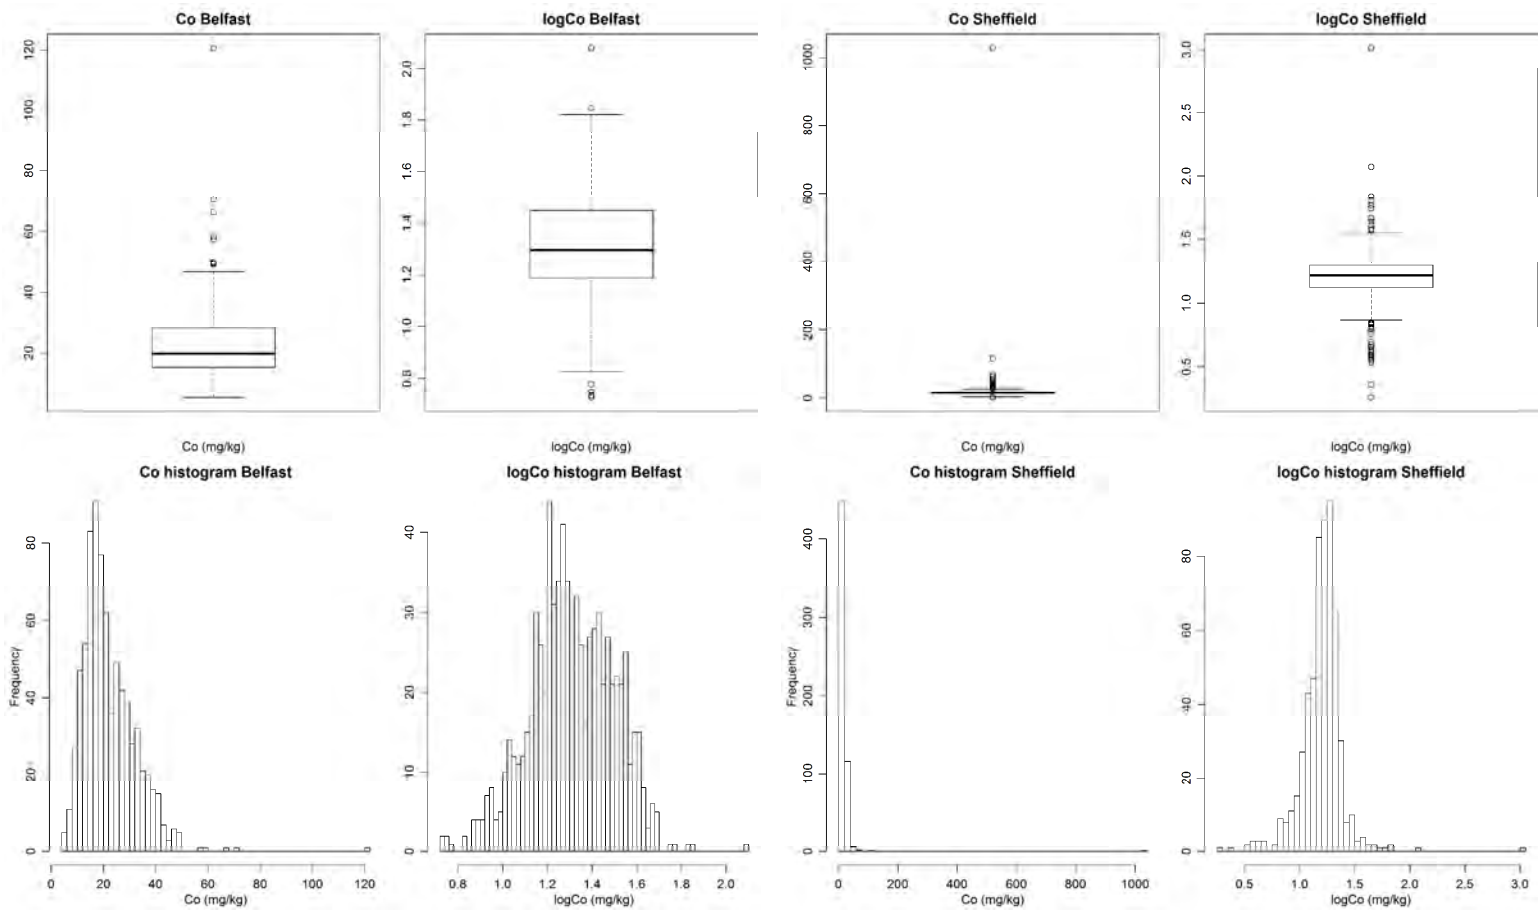 Co Belfast
logCo Belfast
Co Sheffield
logCo Sheffield
120
100
80
60
40
20
2.0
1.8
1.6
1.4
1.2
1.0
0.8
1000
800
600
400
200
0
3.0
2.5
2.0
1.5
1.0
0.5
Co (mg/kg)
logCo (mg/kg)
Co (mg/kg)
logCo (mg/kg)
Co histogram Belfast
logCo histogram Belfast
Co histogram Sheffield
logCo histogram Sheffield
Frequency
80
60
40
20
0
40
30
20
10
0
Frequency
400
300
200
100
0
80
60
40
20
0
0 20 40 60 80 100 120
0.8 1.0 1.2 1.4 1.6 1.8 2.0
0 200 400 600 800 1000
0.5 1.0 1.5 2.0 2.5 3.0
Co (mg/kg)
logCo (mg/kg)
Co (mg/kg)
logCo (mg/kg)